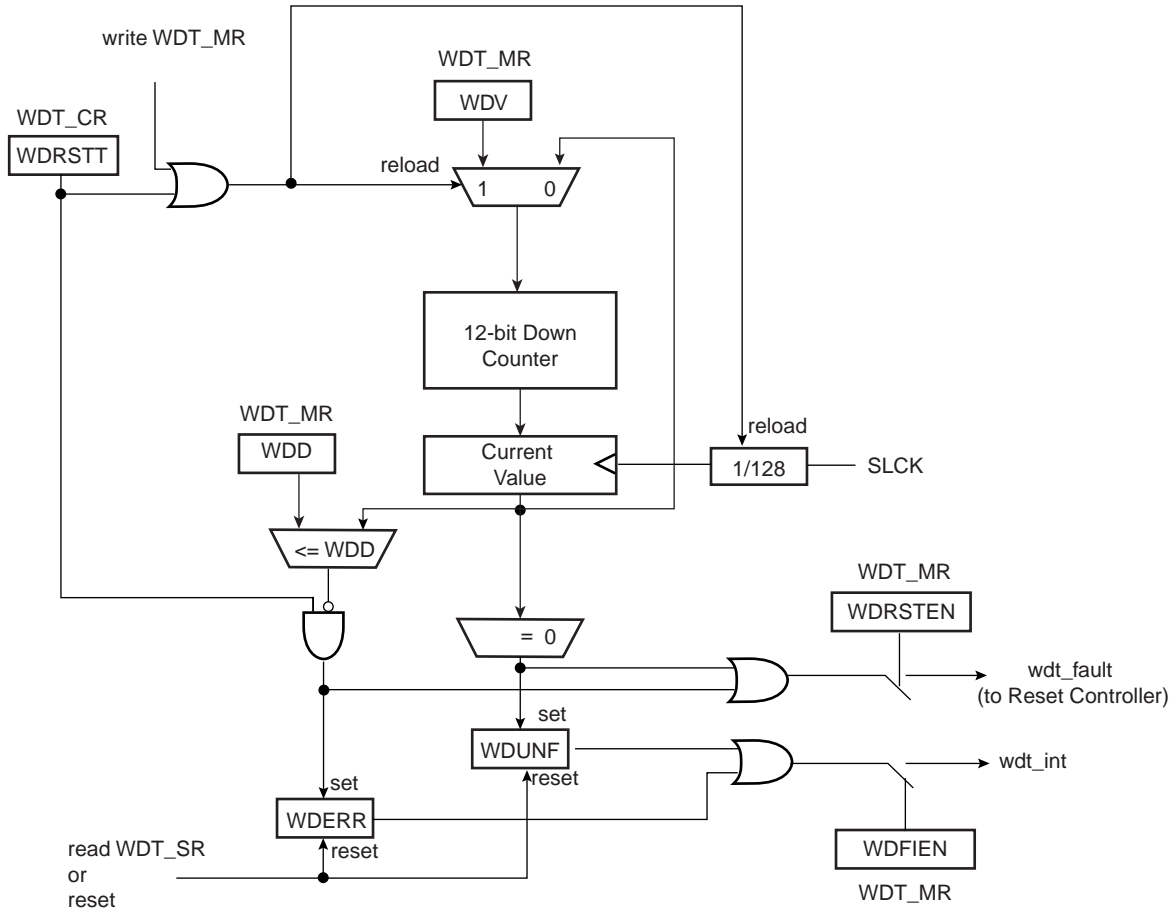 write WDT_MR
WDT_MR
WDV
WDT_CR
WDRSTT
reload
1 0
12-bit Down
Counter
WDT_MR
WDD
reload
Current
Value
1/128
SLCK
<= WDD
WDT_MR
WDRSTEN
= 0
wdt_fault
(to Reset Controller)
set
WDUNF
reset
wdt_int
set
WDERR
reset
read WDT_SR
or
reset
WDFIEN
WDT_MR